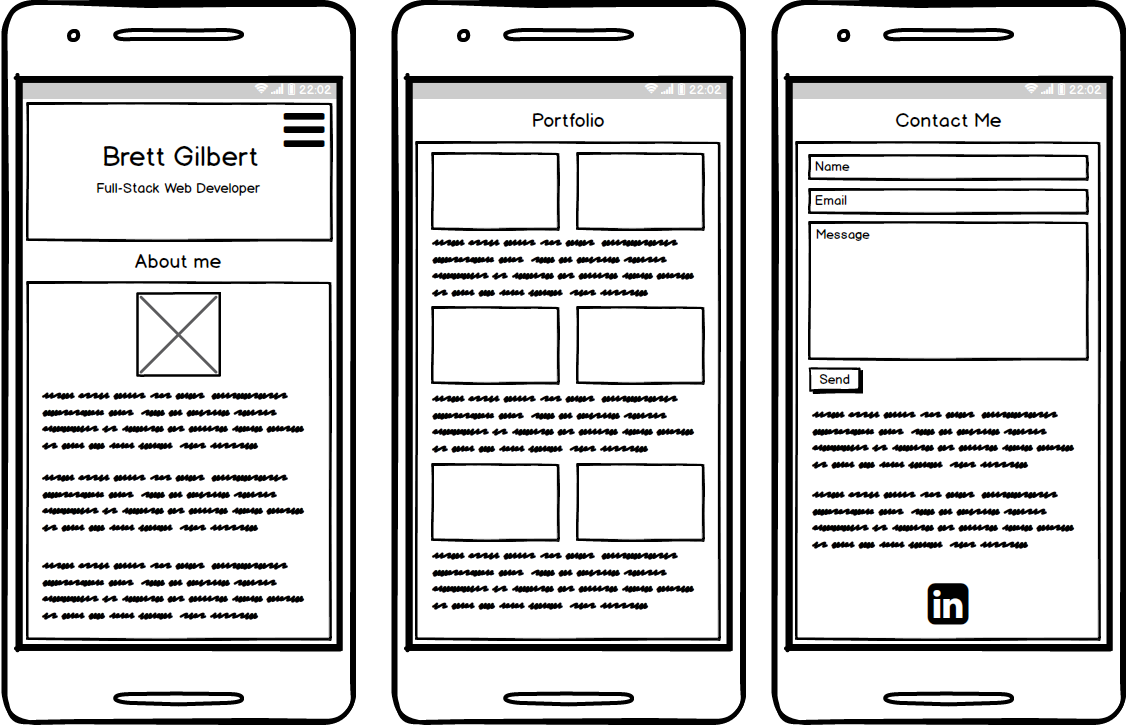 22:02
Brett Gilbert
Full-Stack Web Developer
About me
22:02
Portfolio
22:02
Contact Me
Name
Email
Message
Send
in